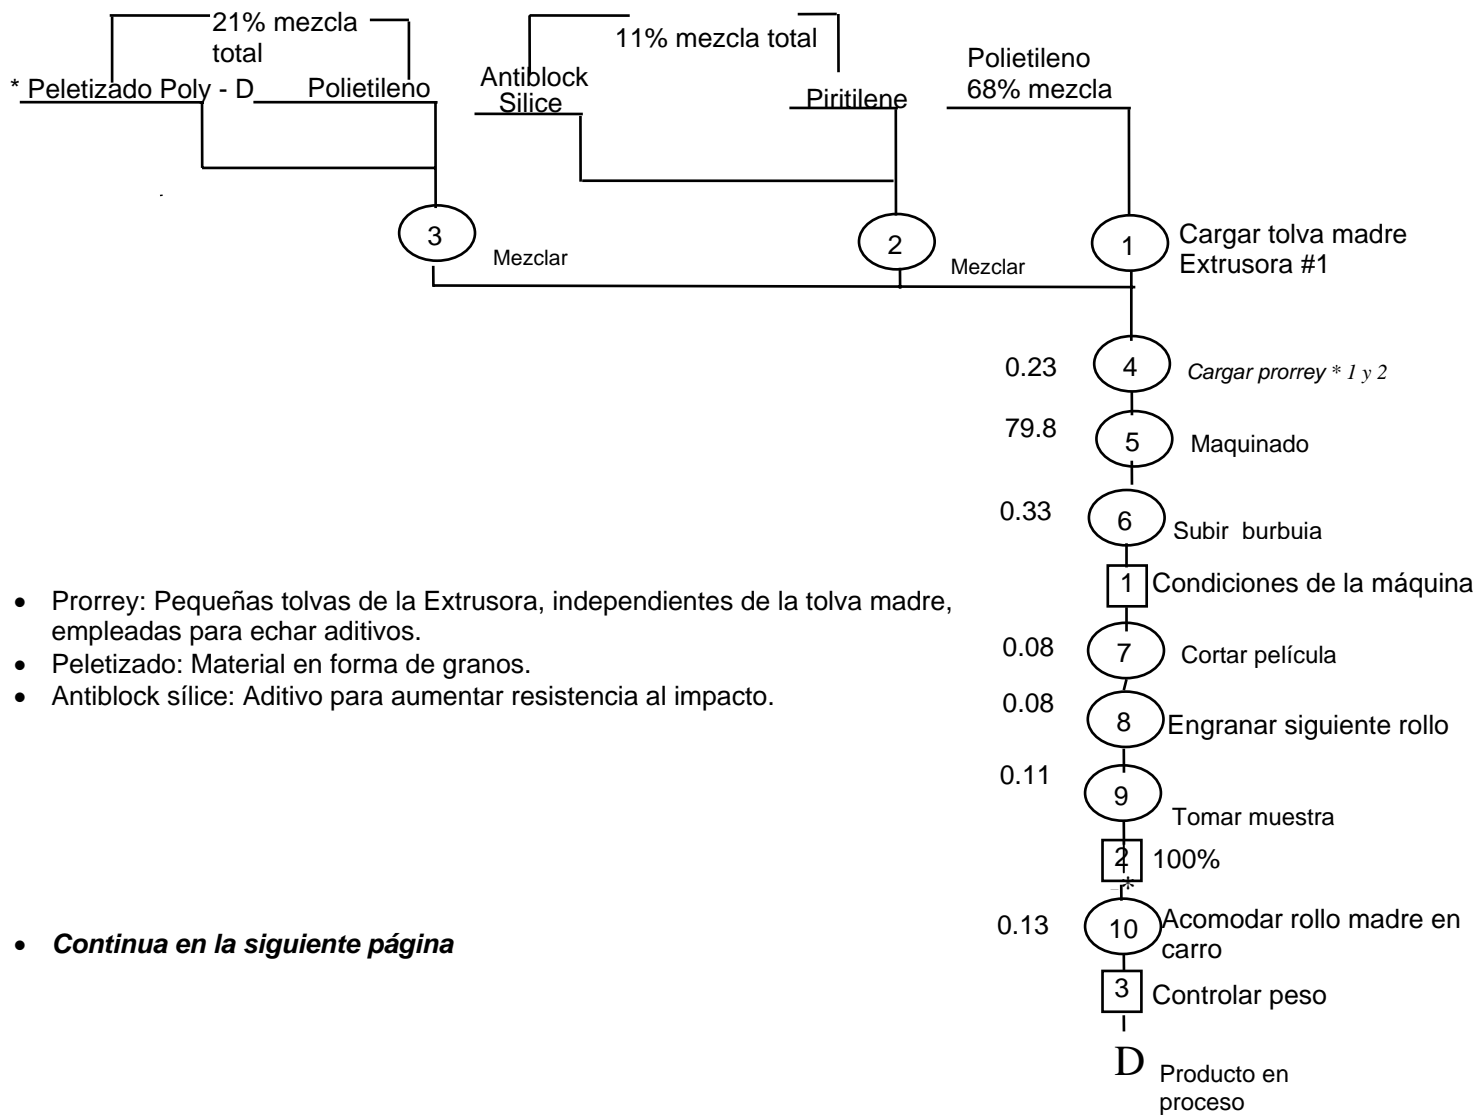 21% mezcla
total
11% mezcla total
Polietileno
68% mezcla
* Peletizado Poly - D
Polietileno
Antiblock
Silice
Piritilene
3
Mezclar
2
Mezclar
1
Cargar tolva madre
Extrusora #1
0.23
4
Cargar prorrey * 1 y 2
79.8
5
Maquinado
0.33
6
Subir burbuia
1
Condiciones de la máquina
• Prorrey: Pequeñas tolvas de la Extrusora, independientes de la tolva madre,
empleadas para echar aditivos.
• Peletizado: Material en forma de granos.
• Antiblock sílice: Aditivo para aumentar resistencia al impacto.
0.08
7
Cortar película
0.08
8
Engranar siguiente rollo
0.11
9
Tomar muestra
2
100%
*
0.13
10
Acomodar rollo madre en
carro
• Continua en la siguiente página
3
Controlar peso
D
Producto en
proceso